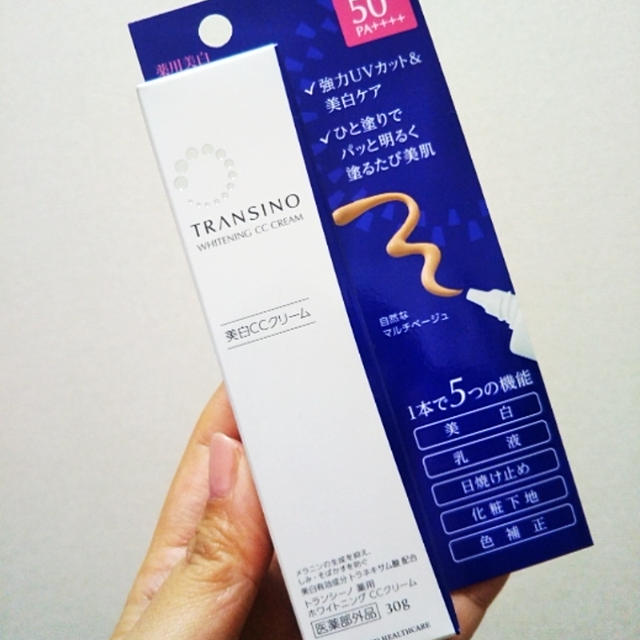 50
PA++++
薬用美白
強力UVカット&
美白ケア
ひと塗りで
パッと明るく
塗るたび美肌
TRANSINO
WHITENING CC CREAM
美白CCクリーム
自然な
マルチベージュ
1本で5つの機能
美 白
乳 液
日焼け止め
化粧下地
色補正
メラニンの生成を抑え、
しみ・そばかすを防ぐ
美白有効成分トラネキサム酸 配合
トランシーノ 薬用
ホワイトニング CCクリーム
医薬部外品 30g
HEALTHCARE